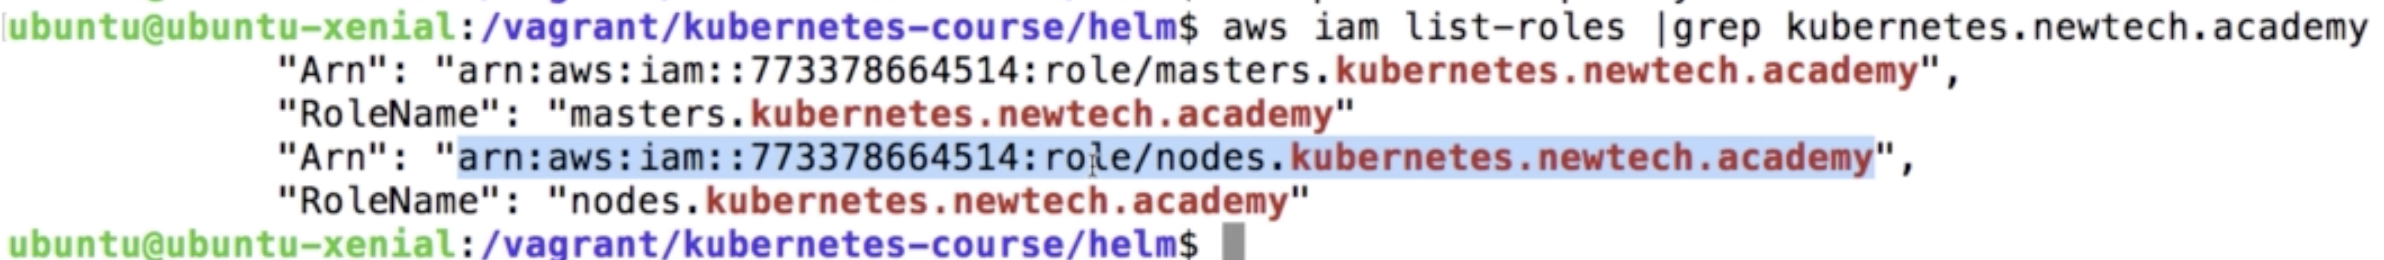 ubuntu@ubuntu-xenial:/vagrant/kubernetes-course/helm$ aws iam list-roles |grep kubernetes.newtech.academy
"Arn": "arn:aws:iam::773378664514:role/masters.kubernetes.newtech.academy",
"RoleName": "masters.kubernetes.newtech.academy"
"Arn": "arn:aws:iam::773378664514:role/nodes.kubernetes.newtech.academy",
"RoleName": "nodes.kubernetes.newtech.academy"
ubuntu@ubuntu-xenial:/vagrant/kubernetes-course/helm$